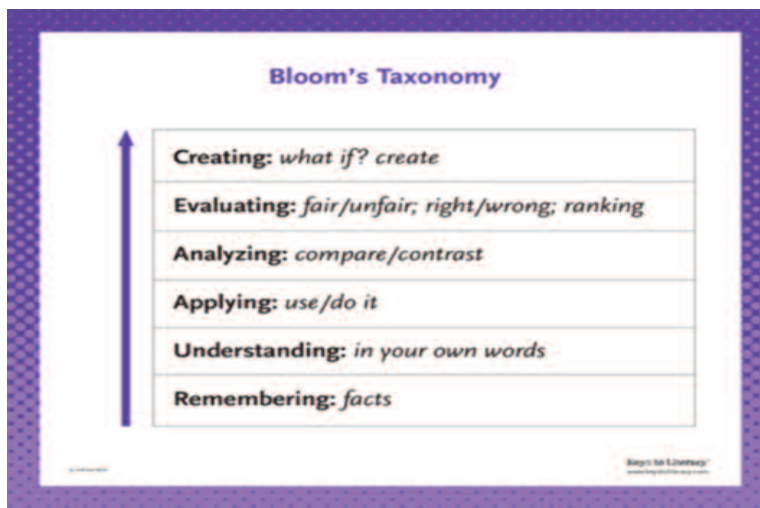 Bloom's Taxonomy
Creating: what if? create
Evaluating: fair/unfair; right/wrong; ranking
Analyzing: compare/contrast
Applying: use/do it
Understanding: in your own words
Remembering: facts
Keys to Literacy